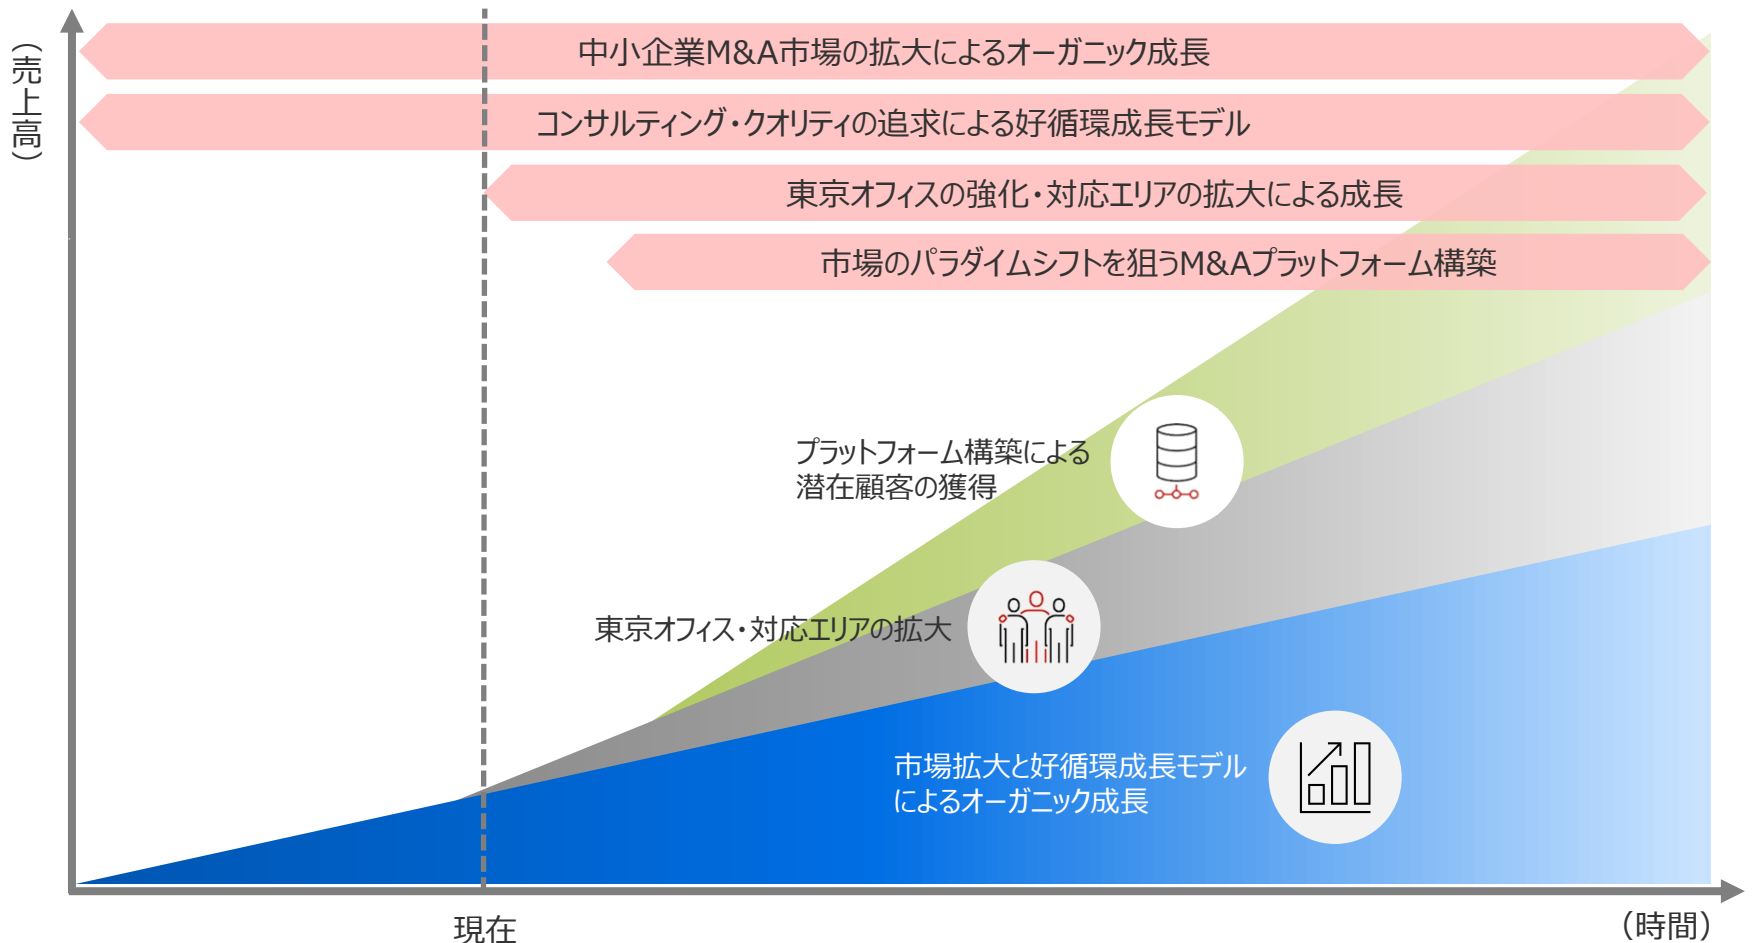 （売上高）
中小企業M&A市場の拡大によるオーガニック成長
コンサルティング・クオリティの追求による好循環成長モデル
東京オフィスの強化・対応エリアの拡大による成長
市場のパラダイムシフトを狙うM&Aプラットフォーム構築
プラットフォーム構築による
潜在顧客の獲得
東京オフィス・対応エリアの拡大
市場拡大と好循環成長モデル
によるオーガニック成長
現在
（時間）